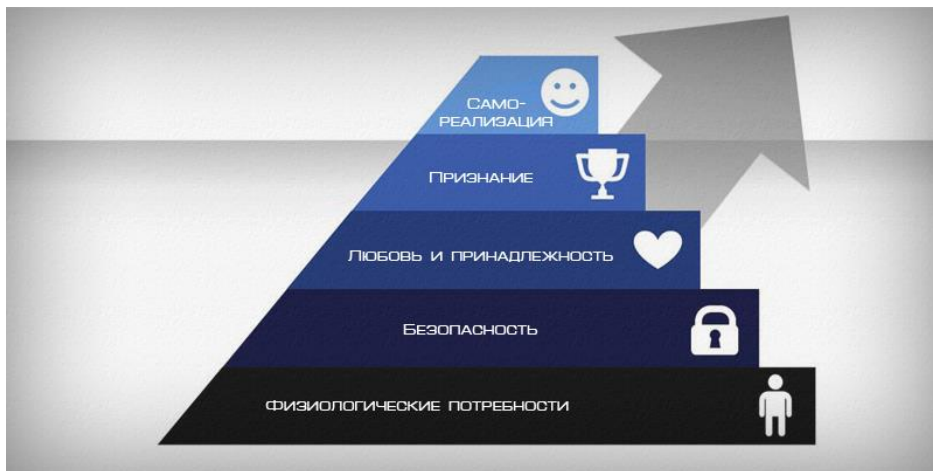 Само-
реализация
Признание
Любовь и принадлежность
Безопасность
Физиологические потребности